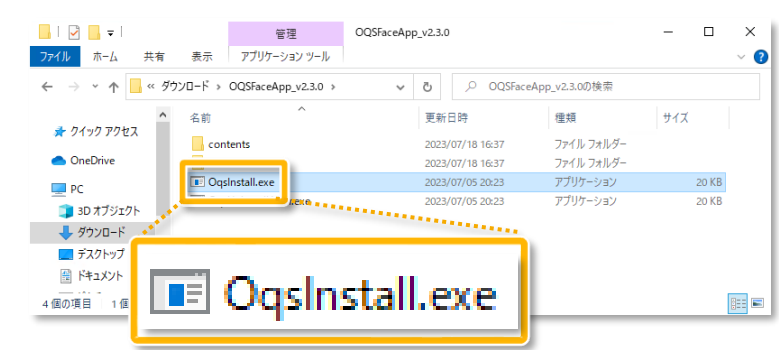 管理
OQSFaceApp_v2.3.0
ファイル ホーム 共有 表示 アプリケーション ツール
« ダウンロード › OQSFaceApp_v2.3.0 ›
OQSFaceApp_v2.3.0の検索
名前 更新日時 種類 サイズ
クイック アクセス
contents 2023/07/18 16:37 ファイル フォルダー
OneDrive
2023/07/18 16:37 ファイル フォルダー
PC
OqsInstall.exe 2023/07/05 20:23 アプリケーション 20 KB
3D オブジェクト
.exe 2023/07/05 20:23 アプリケーション 20 KB
ダウンロード
デスクトップ
ドキュメント
OqsInstall.exe
4 個の項目 1 個